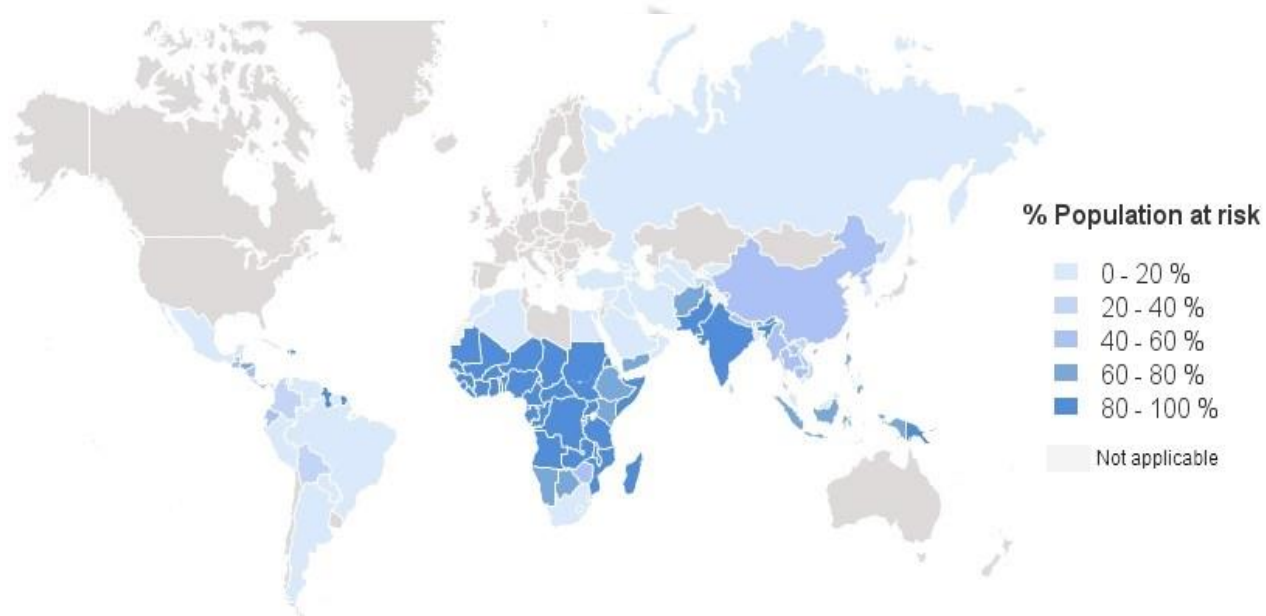 % Population at risk
0 - 20 %
20 - 40 %
40 - 60 %
60 - 80 %
80 - 100 %
Not applicable